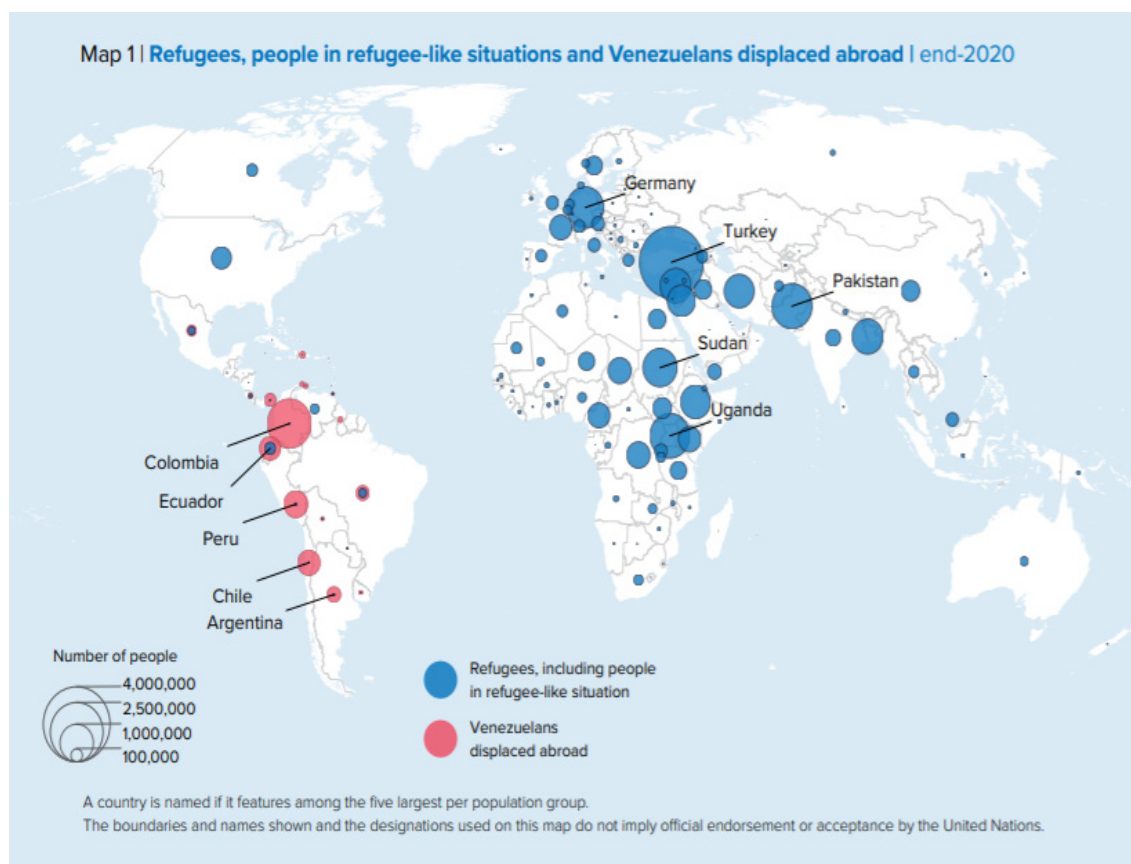 Map 1 | Refugees, people in refugee-like situations and Venezuelans displaced abroad | end-2020
Germany
Turkey
Pakistan
Sudan
Uganda
Colombia
Ecuador
Peru
Chile
Argentina
Number of people
4,000,000
2,500,000
1,000,000
100,000
Refugees, including people
in refugee-like situation
Venezuelans
displaced abroad
A country is named if it features among the five largest per population group.
The boundaries and names shown and the designations used on this map do not imply official endorsement or acceptance by the United Nations.